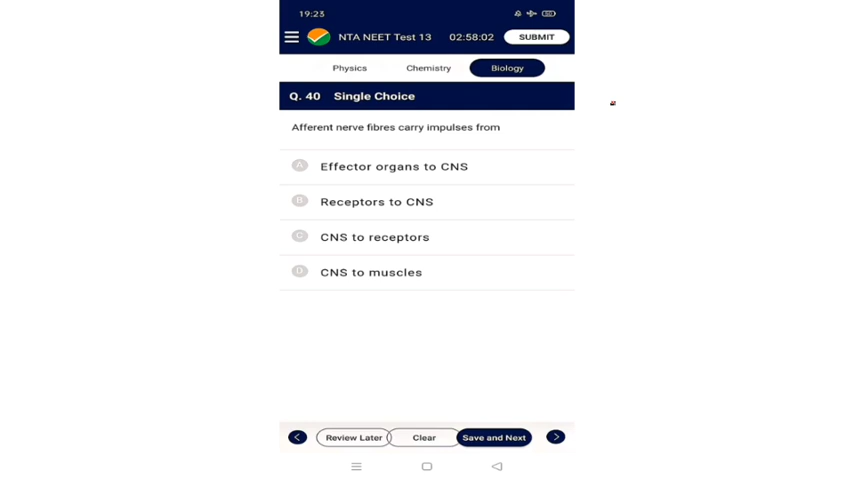 19:23
NTA NEET Test 13 02:58:02 SUBMIT
Physics Chemistry Biology
Q. 40 Single Choice
Afferent nerve fibres carry impulses from
A Effector organs to CNS
B Receptors to CNS
C CNS to receptors
D CNS to muscles
Review Later Clear Save and Next